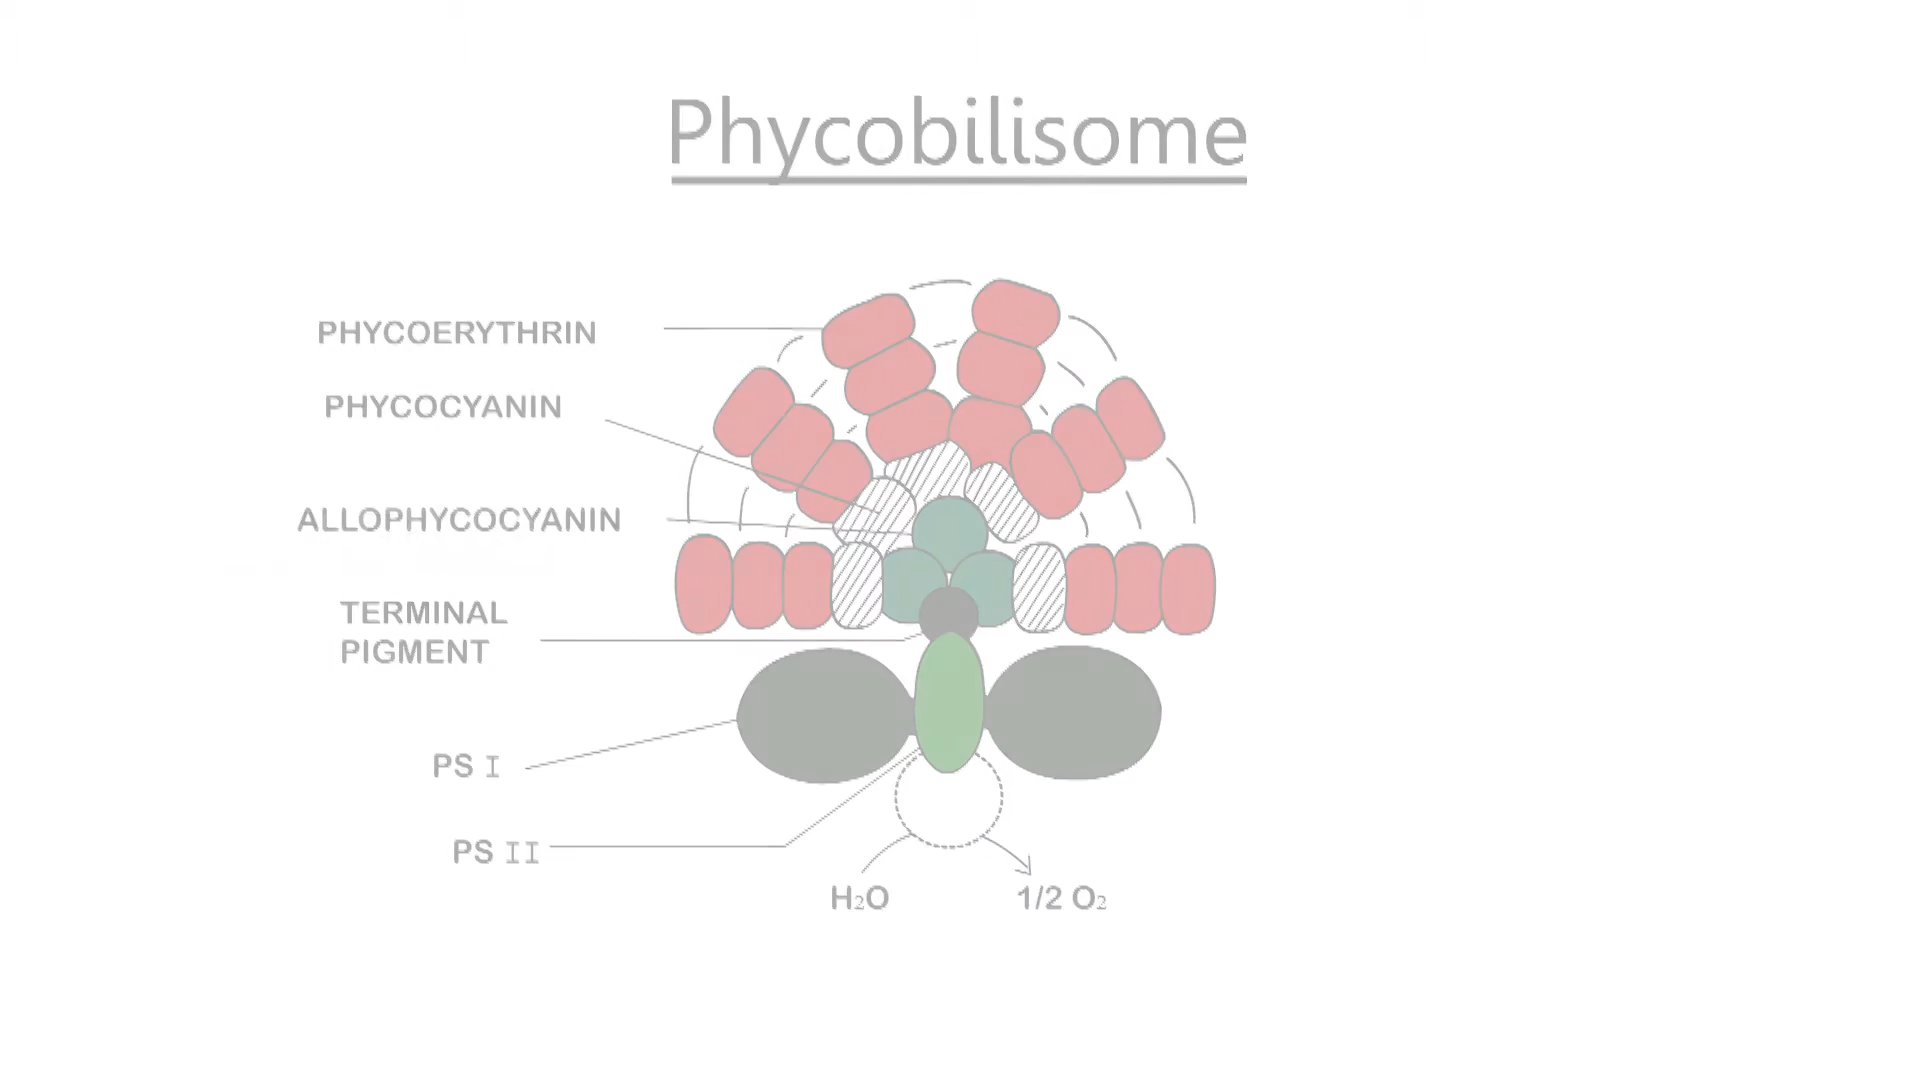 Phycobilisome
PHYCOERYTHRIN
PHYCOCYANIN
ALLOPHYCOCYANIN
TERMINAL
PIGMENT
PS I
PS II
H₂O
1/2 O₂